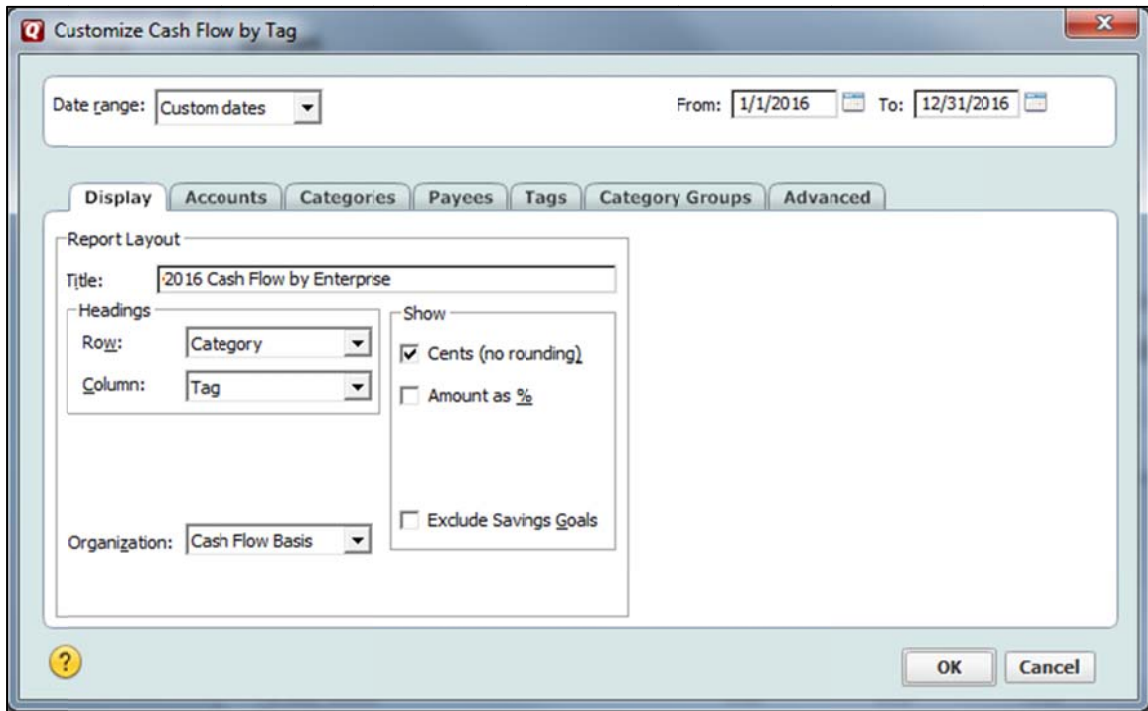 Customize Cash Flow by Tag
Date range: Custom dates From: 1/1/2016 To: 12/31/2016
Display Accounts Categories Payees Tags Category Groups Advanced
Report Layout
Title: 2016 Cash Flow by Enterprse
Headings
Row: Category
Column: Tag
Show
Cents (no rounding)
Amount as %
Exclude Savings Goals
Organization: Cash Flow Basis
?
OK Cancel